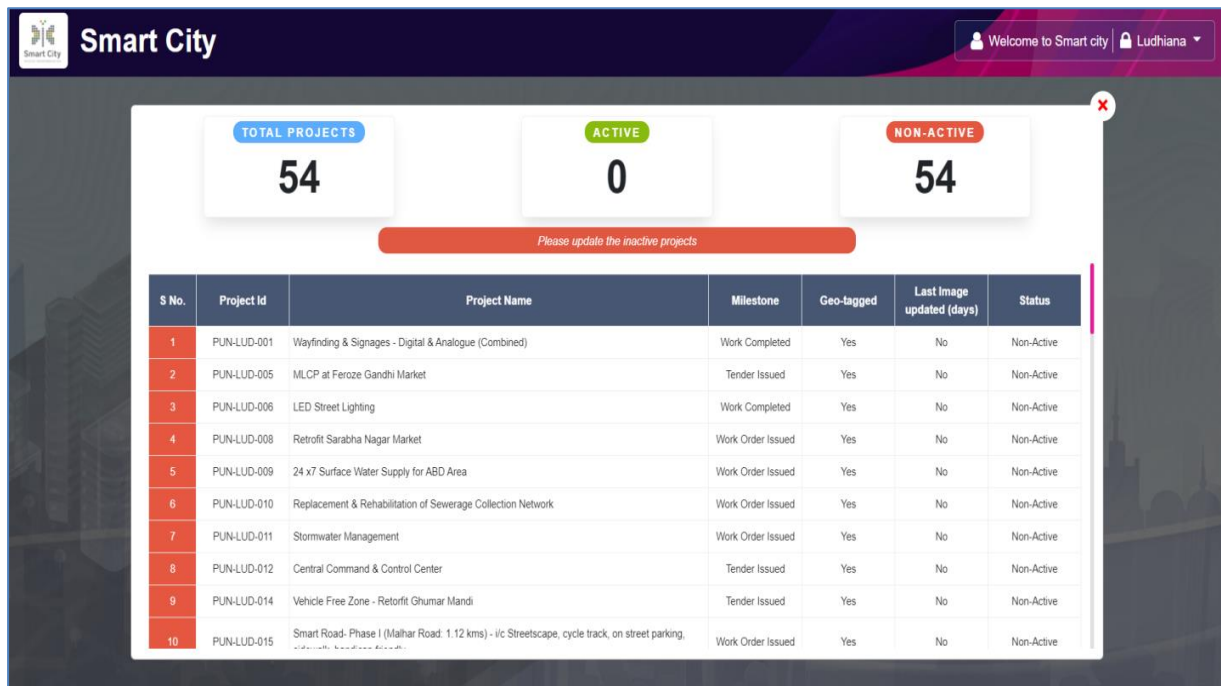 Smart City
Smart City
Welcome to Smart city Ludhiana
TOTAL PROJECTS
54
ACTIVE
0
NON-ACTIVE
54
Please update the inactive projects
S No. Project Id Project Name Milestone Geo-tagged Last Image updated (days) Status
1 PUN-LUD-001 Wayfinding & Signages - Digital & Analogue (Combined) Work Completed Yes No Non-Active
2 PUN-LUD-005 MLCP at Feroze Gandhi Market Tender Issued Yes No Non-Active
3 PUN-LUD-006 LED Street Lighting Work Completed Yes No Non-Active
4 PUN-LUD-008 Retrofit Sarabha Nagar Market Work Order Issued Yes No Non-Active
5 PUN-LUD-009 24 x7 Surface Water Supply for ABD Area Work Order Issued Yes No Non-Active
6 PUN-LUD-010 Replacement & Rehabilitation of Sewerage Collection Network Work Order Issued Yes No Non-Active
7 PUN-LUD-011 Stormwater Management Work Order Issued Yes No Non-Active
8 PUN-LUD-012 Central Command & Control Center Tender Issued Yes No Non-Active
9 PUN-LUD-014 Vehicle Free Zone - Retorfit Ghumar Mandi Tender Issued Yes No Non-Active
10 PUN-LUD-015 Smart Road- Phase I (Malhar Road: 1.12 kms) - i/c Streetscape, cycle track, on street parking, Work Order Issued Yes No Non-Active